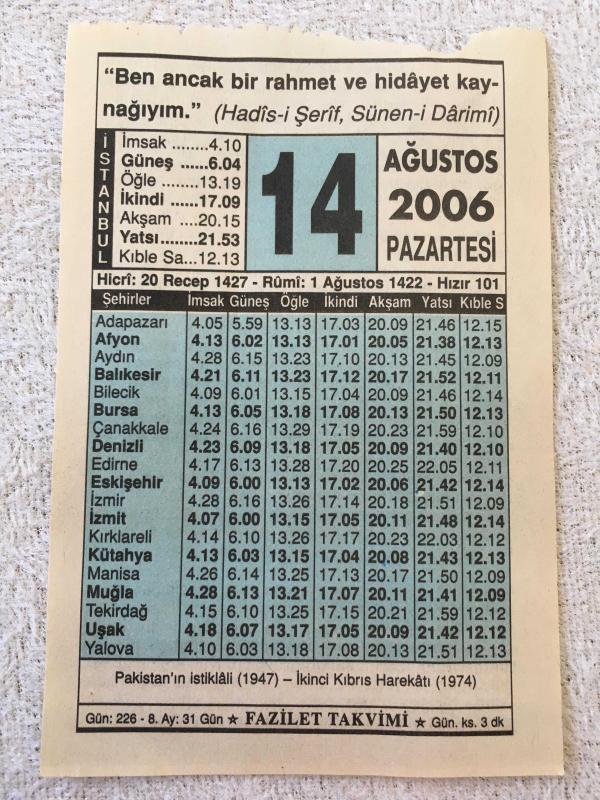 “Ben ancak bir rahmet ve hidâyet kay-
nağıyım.” (Hadîs-i Şerîf, Sünen-i Dârimî)
İSTANBUL
İmsak ........4.10
Güneş ......6.04
Öğle ........13.19
İkindi ......17.09
Akşam ....20.15
Yatsı........21.53
Kıble Sa...12.13
14
AĞUSTOS
2006
PAZARTESİ
Hicrî: 20 Recep 1427 - Rûmî: 1 Ağustos 1422 - Hızır 101
Şehirler İmsak Güneş Öğle İkindi Akşam Yatsı Kıble S
Adapazarı 4.05 5.59 13.13 17.03 20.09 21.46 12.15
Afyon 4.13 6.02 13.13 17.01 20.05 21.38 12.13
Aydın 4.28 6.15 13.23 17.10 20.13 21.45 12.09
Balıkesir 4.21 6.11 13.23 17.12 20.17 21.52 12.11
Bilecik 4.09 6.01 13.15 17.04 20.09 21.46 12.14
Bursa 4.13 6.05 13.18 17.08 20.13 21.50 12.13
Çanakkale 4.24 6.16 13.29 17.19 20.23 21.59 12.10
Denizli 4.23 6.09 13.18 17.05 20.09 21.40 12.10
Edirne 4.17 6.13 13.28 17.20 20.25 22.05 12.11
Eskişehir 4.09 6.00 13.13 17.02 20.06 21.42 12.14
İzmir 4.28 6.16 13.26 17.14 20.18 21.51 12.09
İzmit 4.07 6.00 13.15 17.05 20.11 21.48 12.14
Kırklareli 4.14 6.10 13.26 17.17 20.23 22.03 12.12
Kütahya 4.13 6.03 13.15 17.04 20.08 21.43 12.13
Manisa 4.26 6.14 13.25 17.13 20.17 21.50 12.09
Muğla 4.28 6.13 13.21 17.07 20.11 21.41 12.09
Tekirdağ 4.15 6.10 13.25 17.15 20.21 21.59 12.12
Uşak 4.18 6.07 13.17 17.05 20.09 21.42 12.12
Yalova 4.10 6.03 13.18 17.08 20.13 21.51 12.13
Pakistan’ın istiklâli (1947) – İkinci Kıbrıs Harekâtı (1974)
Gün: 226 - 8. Ay: 31 Gün ★ FAZİLET TAKVİMİ ★ Gün. ks. 3 dk